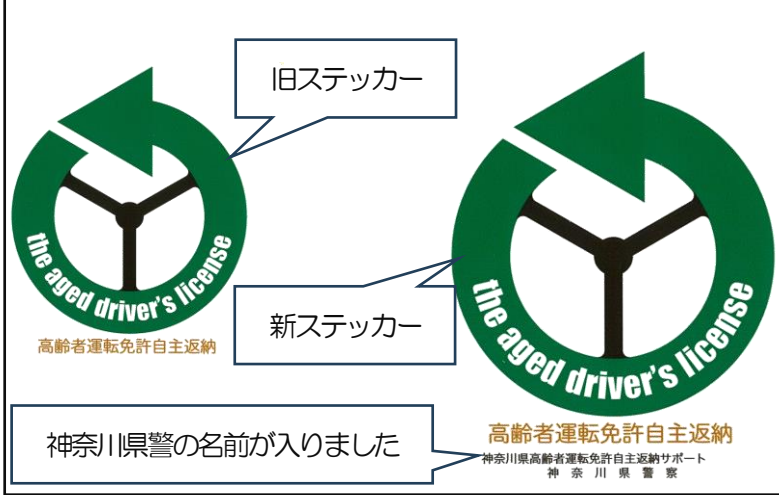 旧ステッカー
the aged driver's license
高齢者運転免許自主返納
新ステッカー
the aged driver's license
高齢者運転免許自主返納
神奈川県高齢者運転免許自主返納サポート
神奈川県警察
神奈川県警の名前が入りました